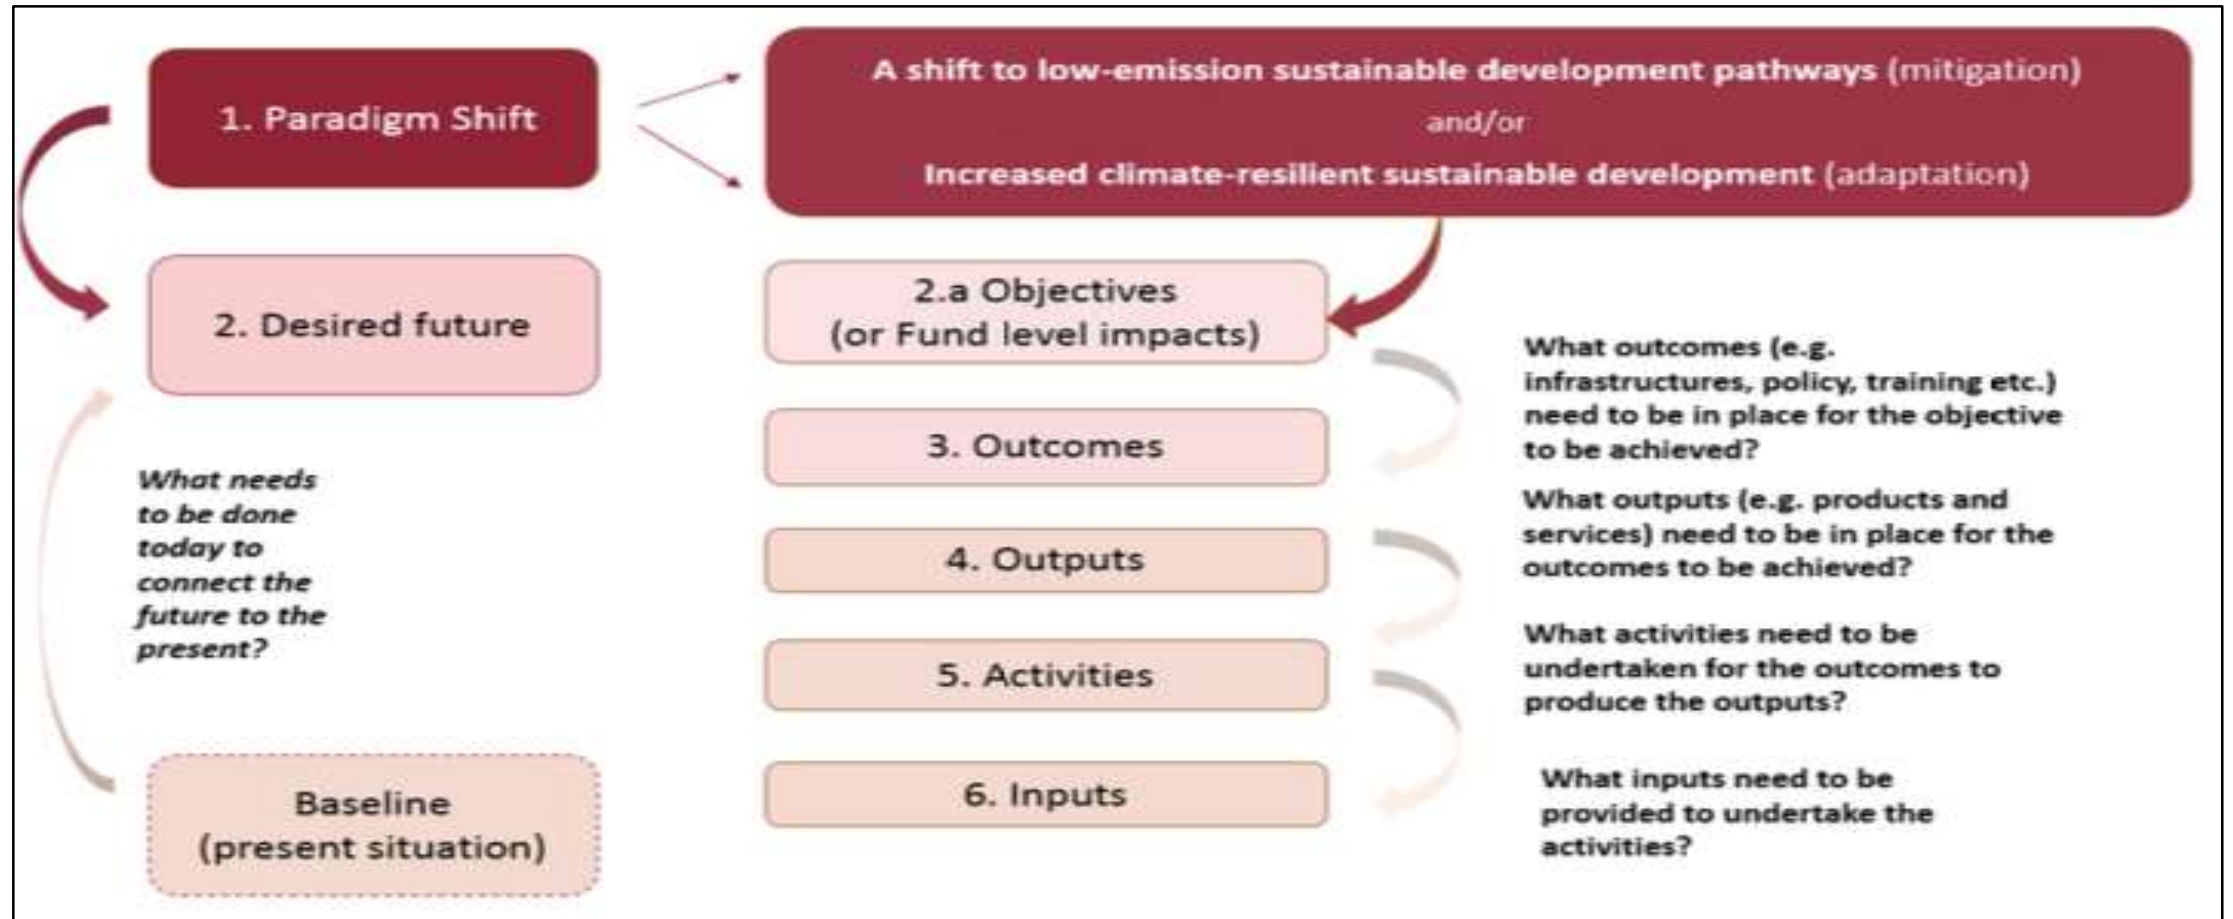 1. Paradigm Shift
A shift to low-emission sustainable development pathways (mitigation)
and/or
Increased climate-resilient sustainable development (adaptation)
2. Desired future
2.a Objectives
(or Fund level impacts)
What outcomes (e.g.
infrastructures, policy, training etc.)
need to be in place for the objective
to be achieved?
3. Outcomes
What needs
to be done
today to
connect the
future to the
present?
What outputs (e.g. products and
services) need to be in place for the
outcomes to be achieved?
4. Outputs
What activities need to be
undertaken for the outcomes to
produce the outputs?
5. Activities
Baseline
(present situation)
6. Inputs
What inputs need to be
provided to undertake the
activities?